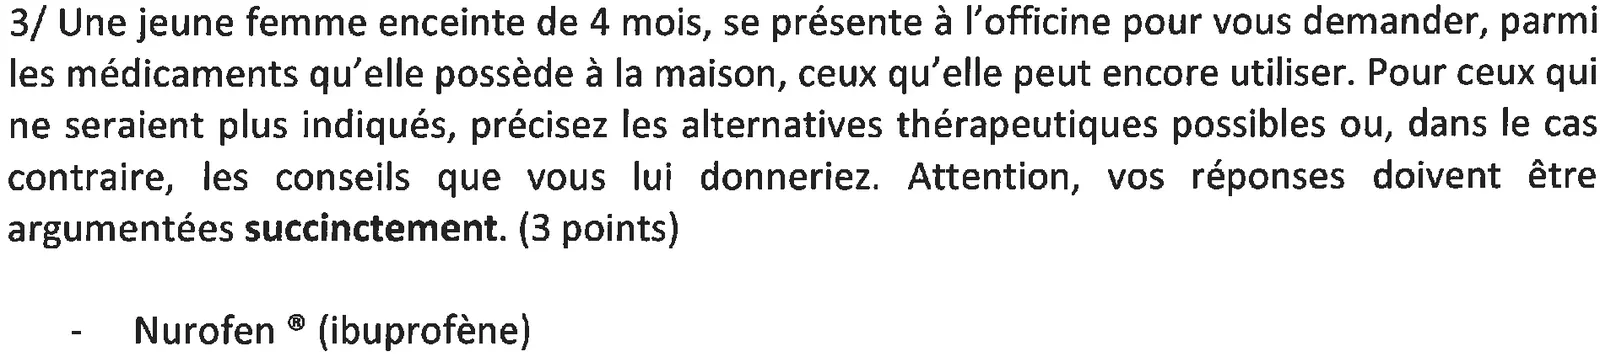 3/ Une jeune femme enceinte de 4 mois, se présente à l'officine pour vous demander, parmi
les médicaments qu'elle possède à la maison, ceux qu'elle peut encore utiliser. Pour ceux qui
ne seraient plus indiqués, précisez les alternatives thérapeutiques possibles ou, dans le cas
contraire, les conseils que vous lui donneriez. Attention, vos réponses doivent être
argumentées succinctement. (3 points)
- Nurofen ® (ibuprofène)